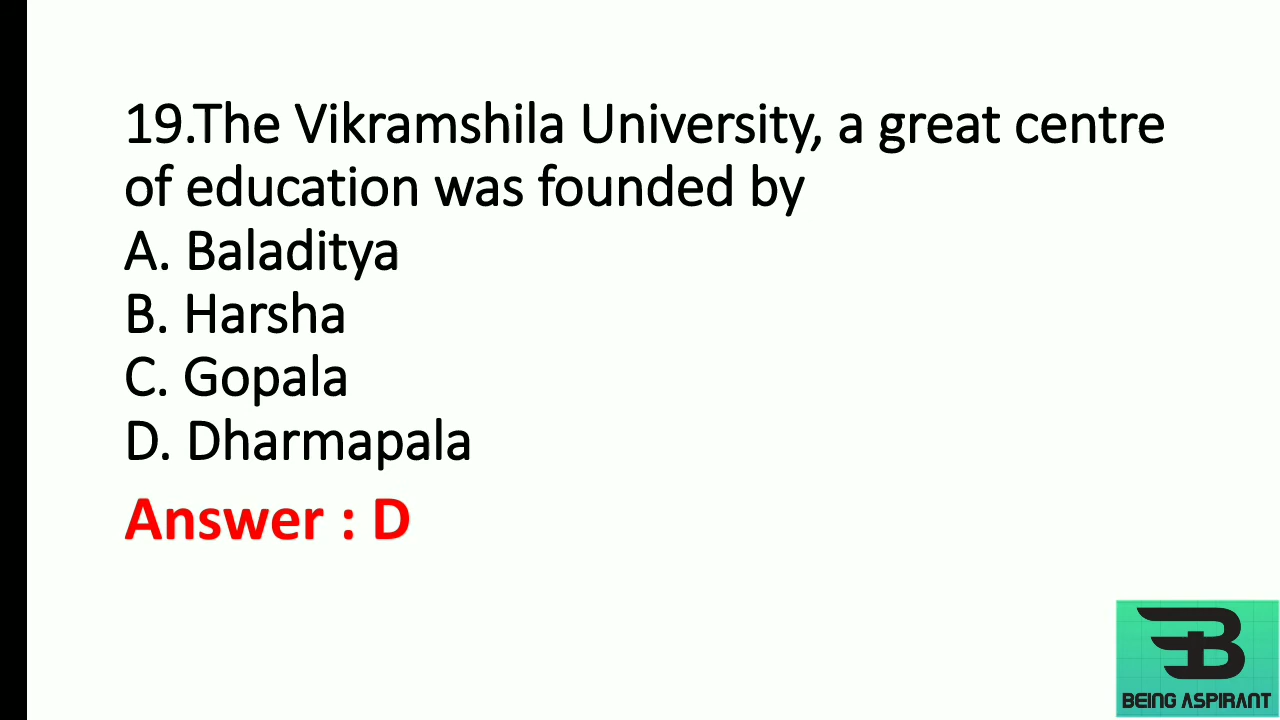 19.The Vikramshila University, a great centre
of education was founded by
A. Baladitya
B. Harsha
C. Gopala
D. Dharmapala
Answer : D
BEING ASPIRANT